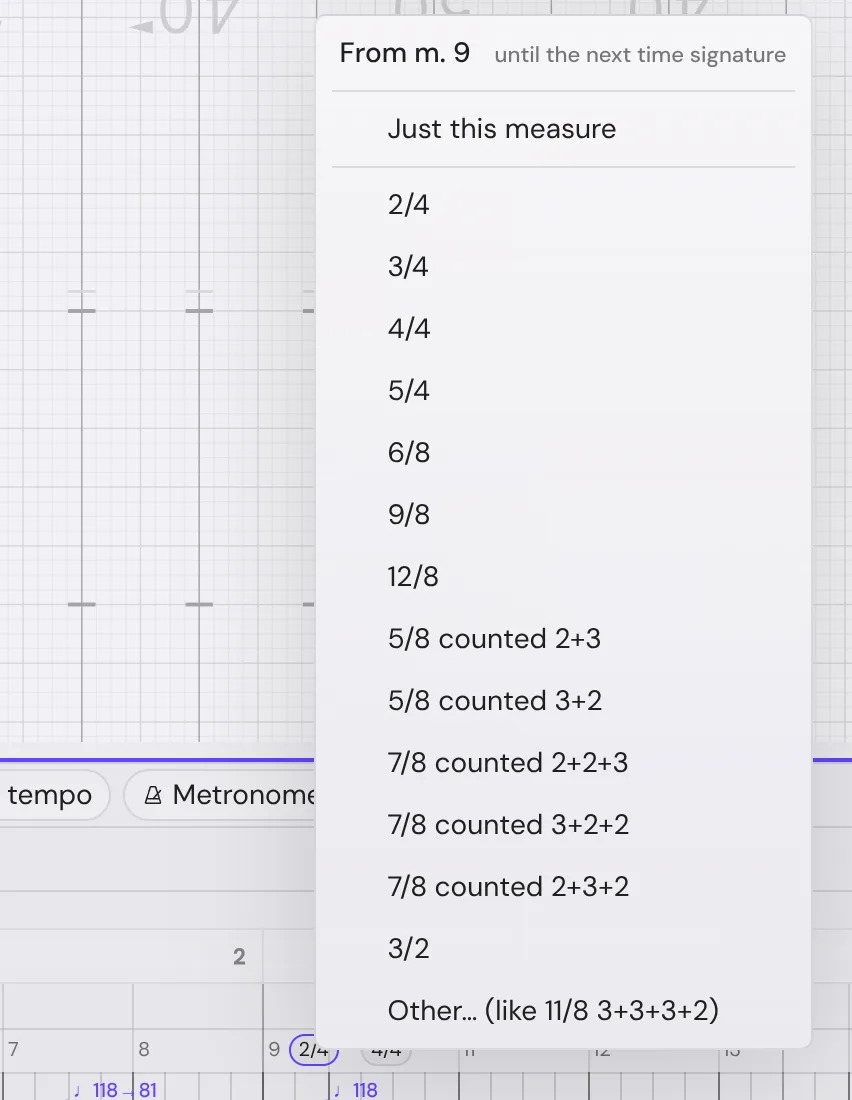 40
50
40
From m. 9 until the next time signature
Just this measure
2/4
3/4
4/4
5/4
6/8
9/8
12/8
5/8 counted 2+3
5/8 counted 3+2
7/8 counted 2+2+3
7/8 counted 3+2+2
7/8 counted 2+3+2
3/2
Other... (like 11/8 3+3+3+2)
tempo
Metronome
2
7 8 9 2/4 4/4 11 12 13
♩ 118→81 ♩ 118